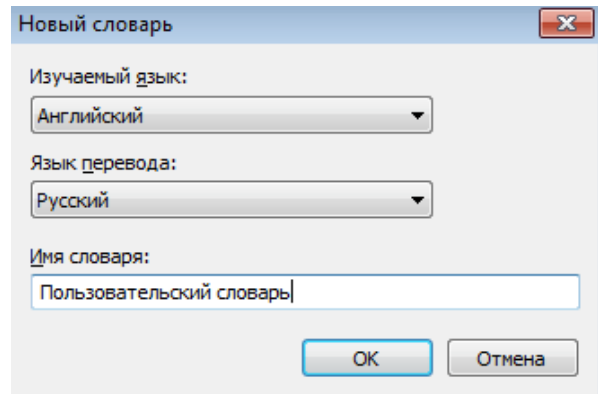 Новый словарь
Изучаемый язык:
Английский
Язык перевода:
Русский
Имя словаря:
Пользовательский словарь
OK
Отмена